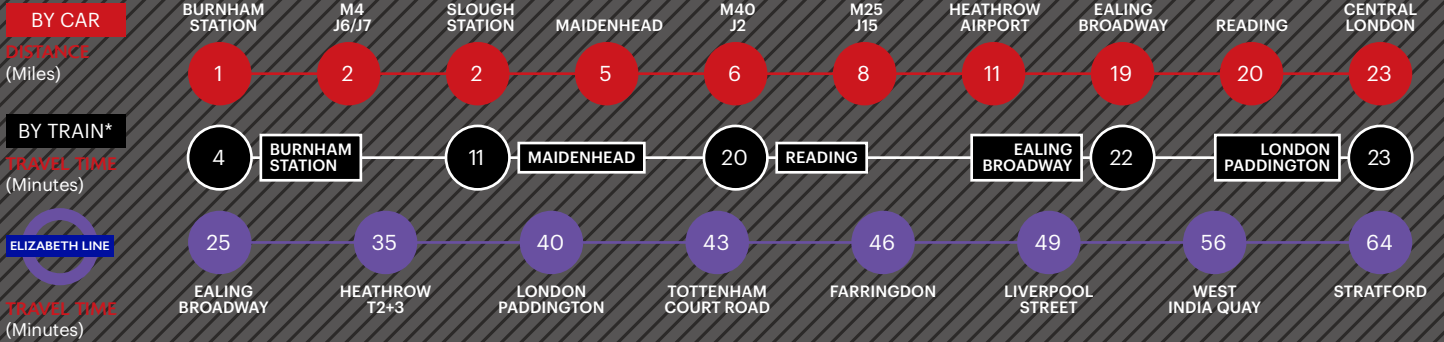 BY CAR
DISTANCE
(Miles)
BURNHAM
STATION
1
M4
J6/J7
2
SLOUGH
STATION
2
MAIDENHEAD
5
M40
J2
6
M25
J15
8
HEATHROW
AIRPORT
11
EALING
BROADWAY
19
READING
20
CENTRAL
LONDON
23
BY TRAIN*
TRAVEL TIME
(Minutes)
4
BURNHAM
STATION
11
MAIDENHEAD
20
READING
EALING
BROADWAY
22
LONDON
PADDINGTON
23
ELIZABETH LINE
TRAVEL TIME
(Minutes)
25
EALING
BROADWAY
35
HEATHROW
T2+3
40
LONDON
PADDINGTON
43
TOTTENHAM
COURT ROAD
46
FARRINGDON
49
LIVERPOOL
STREET
56
WEST
INDIA QUAY
64
STRATFORD